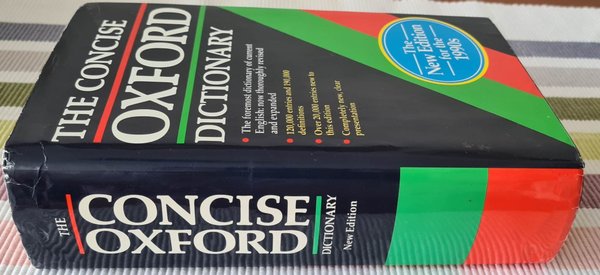 THE CONCISE
OXFORD
DICTIONARY
• The foremost dictionary of current
English: now thoroughly revised
and expanded
• 120,000 entries and 190,000
definitions
• Over 20,000 entries new to
this edition
• Completely new, clear
presentation
The
New Edition
for the
1990s
THE
CONCISE
OXFORD
DICTIONARY
New Edition